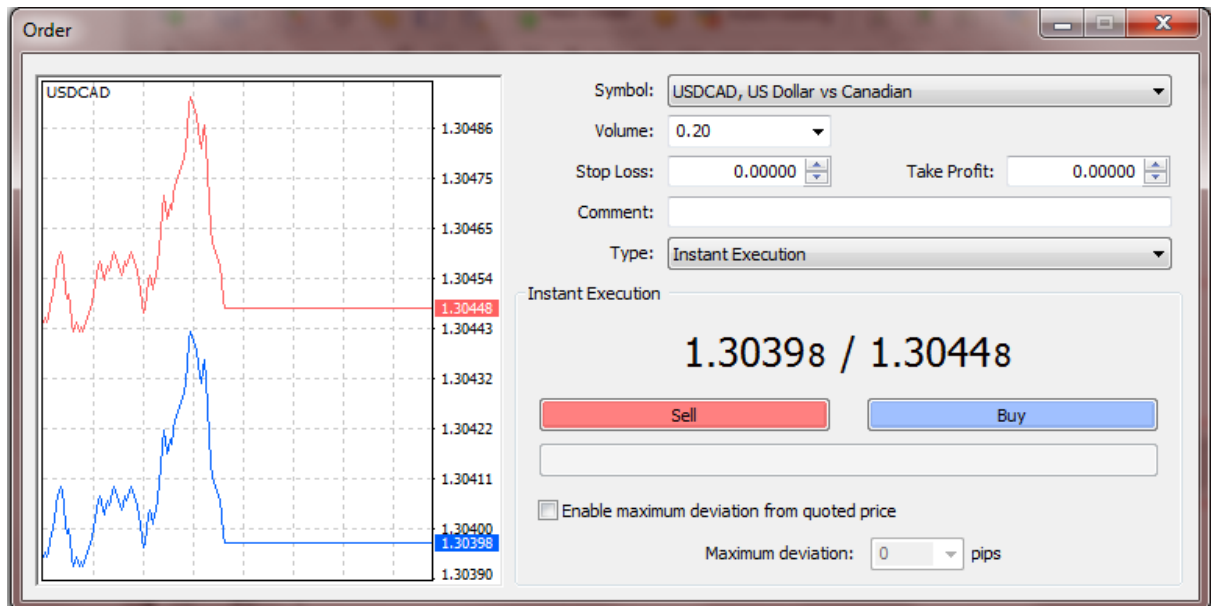 Order
USDCAD
1.30486
1.30475
1.30465
1.30454
1.30448
1.30443
1.30432
1.30422
1.30411
1.30400
1.30398
1.30390
Symbol: USDCAD, US Dollar vs Canadian
Volume: 0.20
Stop Loss: 0.00000 Take Profit: 0.00000
Comment:
Type: Instant Execution
Instant Execution
1.30398 / 1.30448
Sell Buy
Enable maximum deviation from quoted price
Maximum deviation: 0 pips